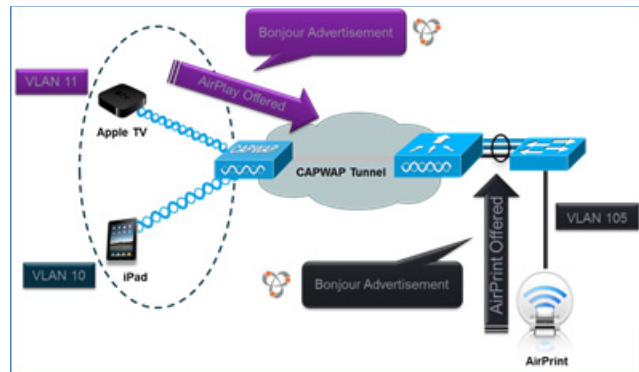 Bonjour Advertisement
VLAN 11
AirPlay Offered
Apple TV
CAPWAP
CAPWAP Tunnel
VLAN 105
AirPrint Offered
VLAN 10
iPad
Bonjour Advertisement
AirPrint